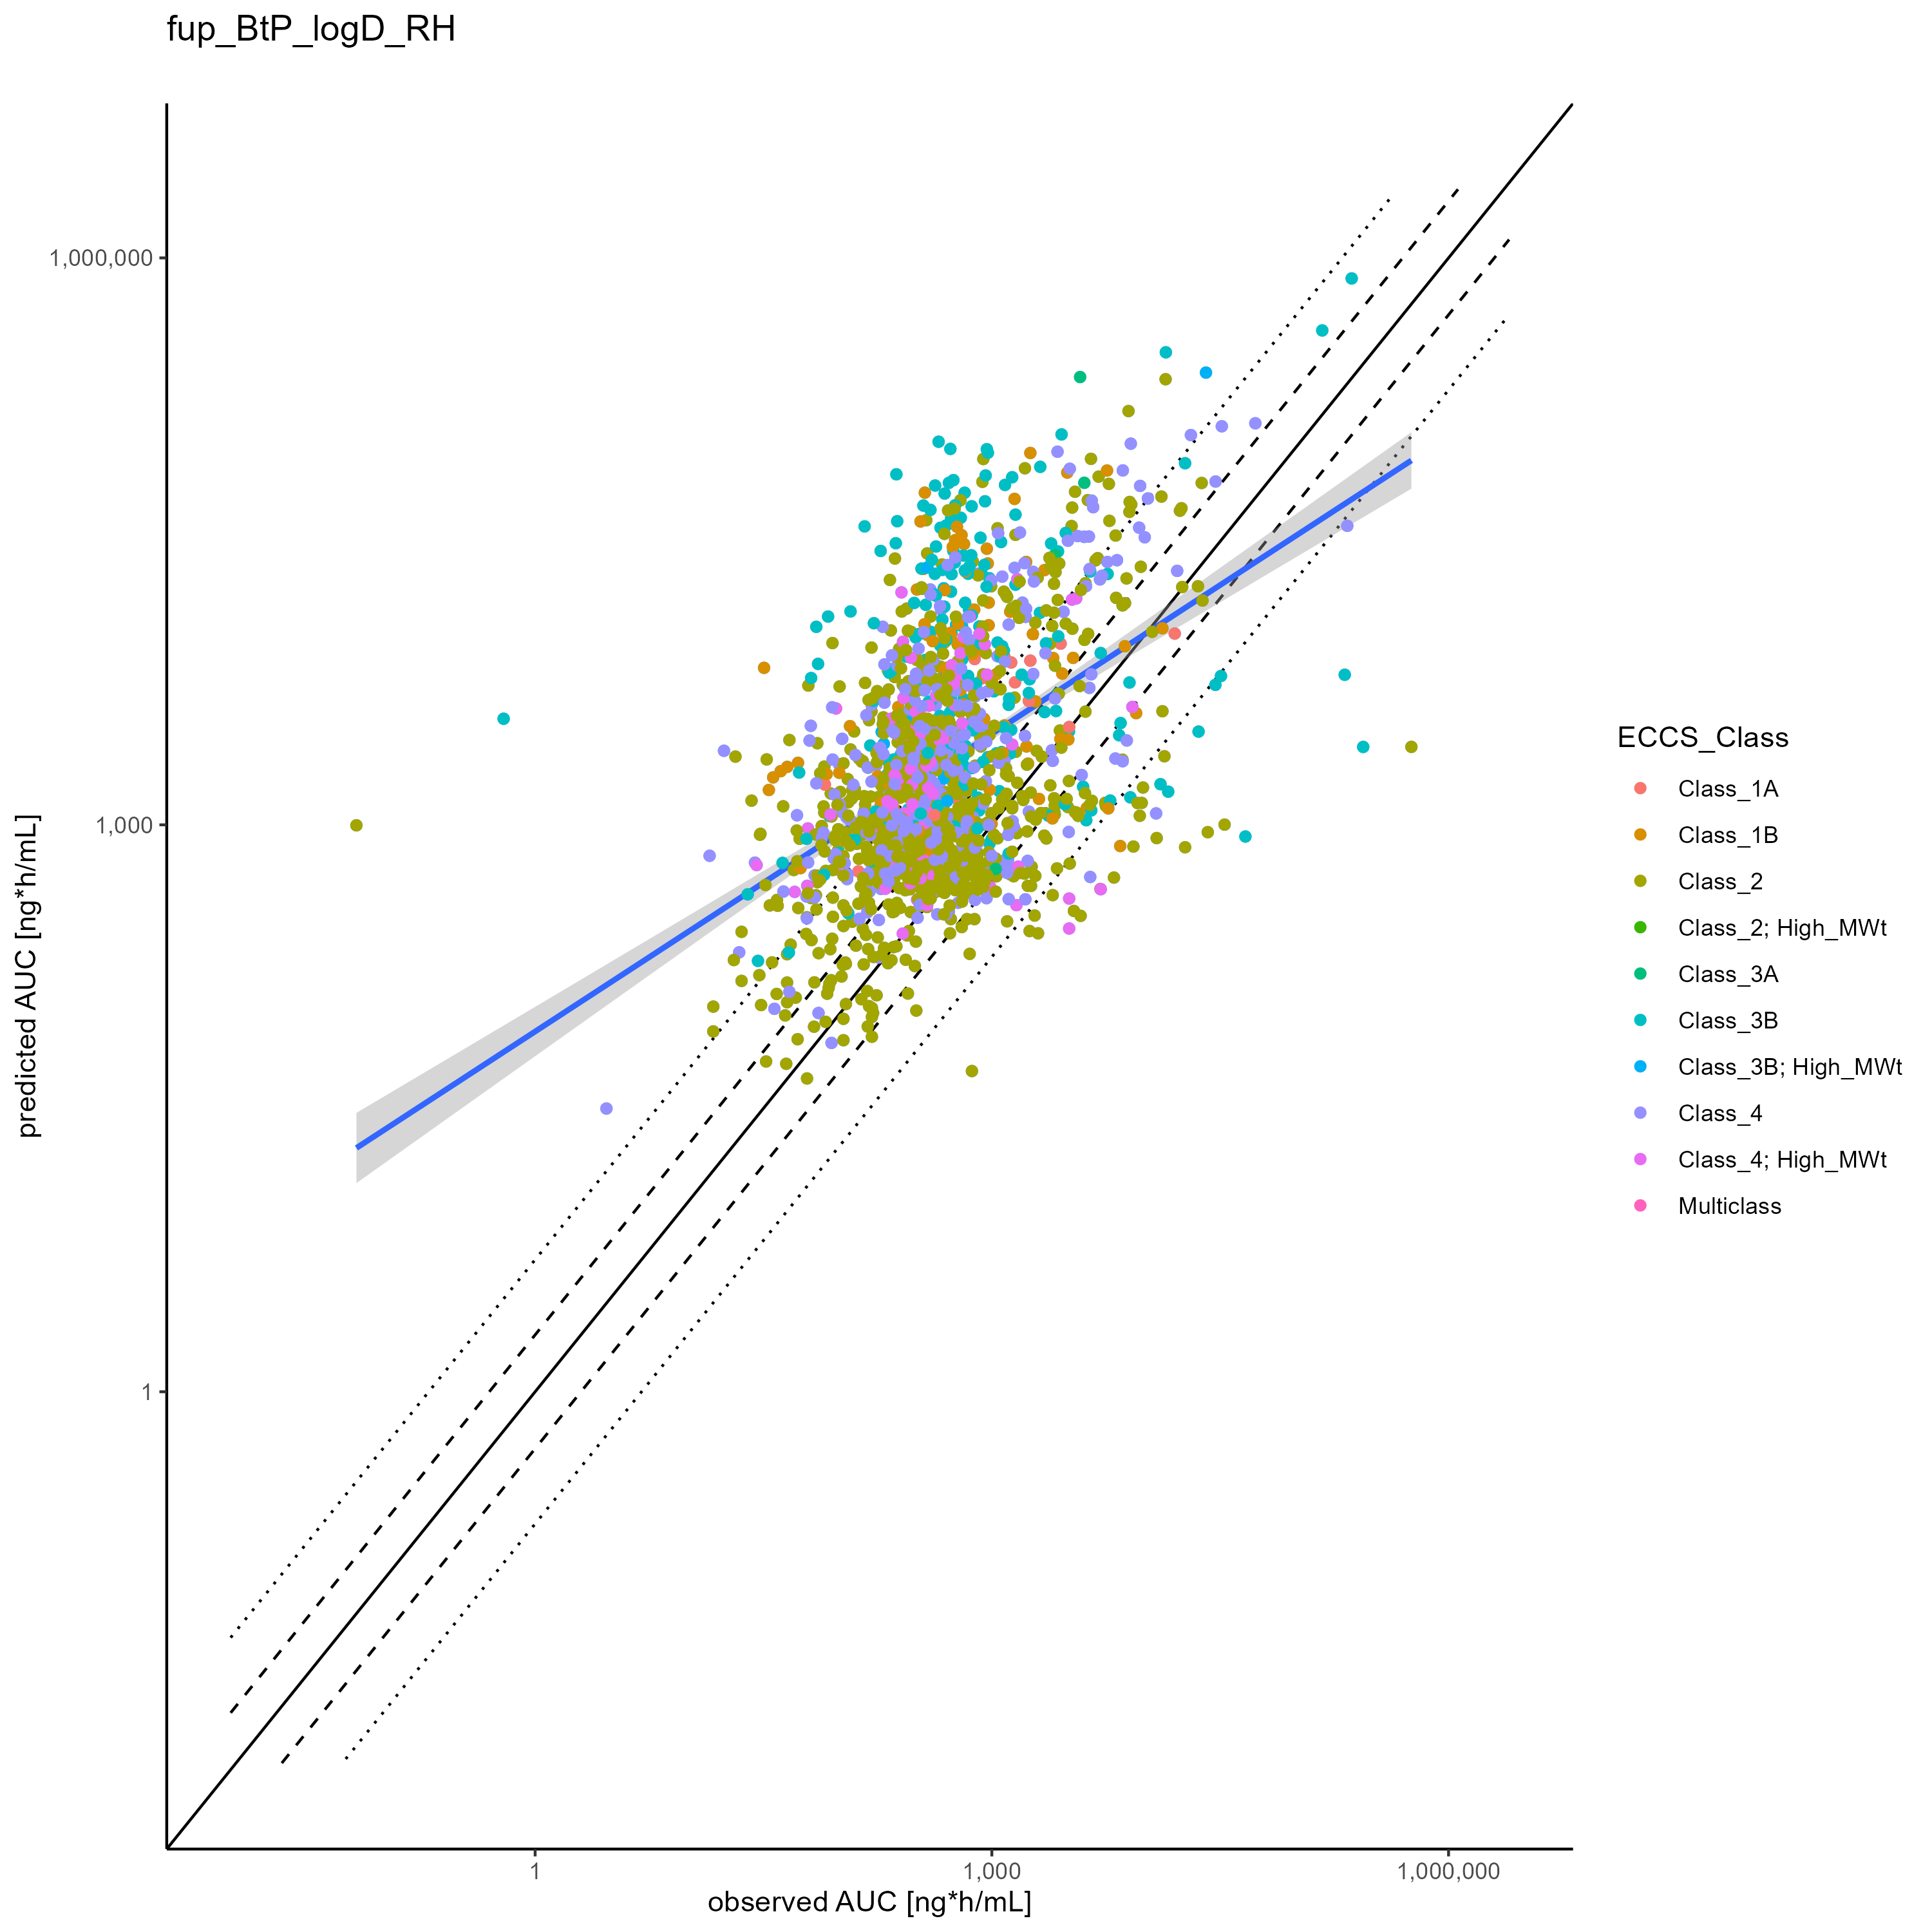 fup_BtP_logD_RH
1,000,000
1,000
1
predicted AUC [ng*h/mL]
1
1,000
1,000,000
observed AUC [ng*h/mL]
ECCS_Class
Class_1A
Class_1B
Class_2
Class_2; High_MWt
Class_3A
Class_3B
Class_3B; High_MWt
Class_4
Class_4; High_MWt
Multiclass